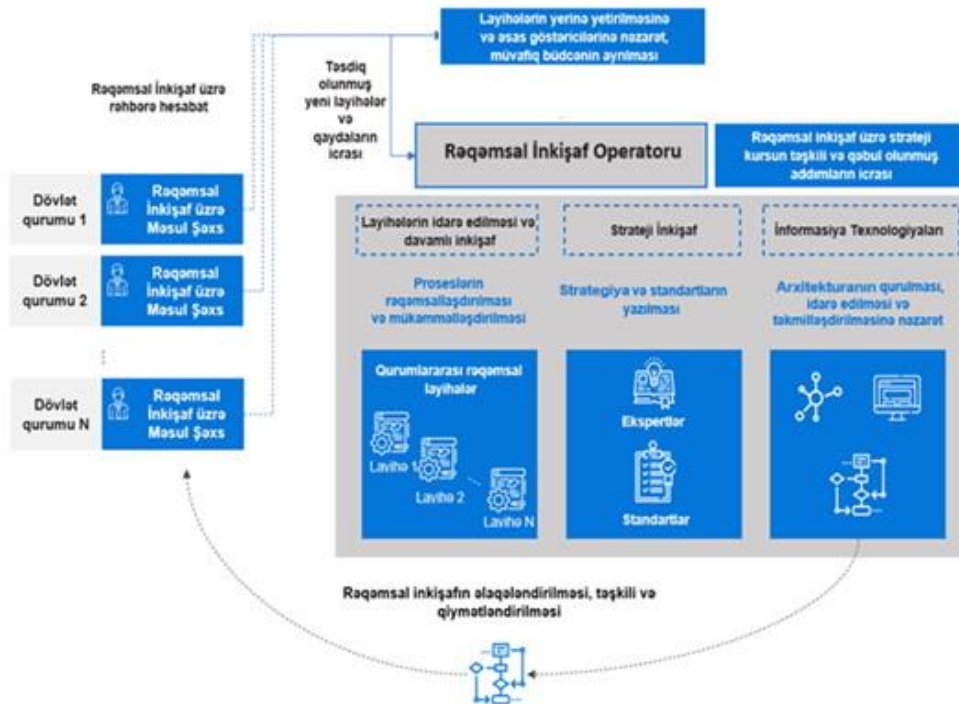 Layihələrin yerinə yetirilməsinə
və əsas göstəricilərinə nəzarət,
müvafiq büdcənin ayrılması
Rəqəmsal İnkişaf üzrə
rəhbərə hesabat
Təsdiq
olunmuş
yeni layihələr
və
qaydaların
icrası
Rəqəmsal İnkişaf Operatoru
Rəqəmsal inkişaf üzrə strateji
kursun təşkili və qəbul olunmuş
addımların icrası
Dövlət
qurumu 1
Rəqəmsal
İnkişaf üzrə
Məsul Şəxs
Dövlət
qurumu 2
Rəqəmsal
İnkişaf üzrə
Məsul Şəxs
Dövlət
qurumu N
Rəqəmsal
İnkişaf üzrə
Məsul Şəxs
Layihələrin idarə edilməsi və
davamlı inkişaf
Strateji İnkişaf
İnformasiya Texnologiyaları
Proseslərin
rəqəmsallaşdırılması
və mükəmməlləşdirilməsi
Strategiya və standartların
yazılması
Arxitekturanın qurulması,
idarə edilməsi və
təkmilləşdirilməsinə nəzarət
Qurumlararası rəqəmsal
layihələr
Layihə 1
Layihə 2
Layihə N
Ekspertlər
Standartlar
Rəqəmsal inkişafın əlaqələndirilməsi, təşkili və
qiymətləndirilməsi